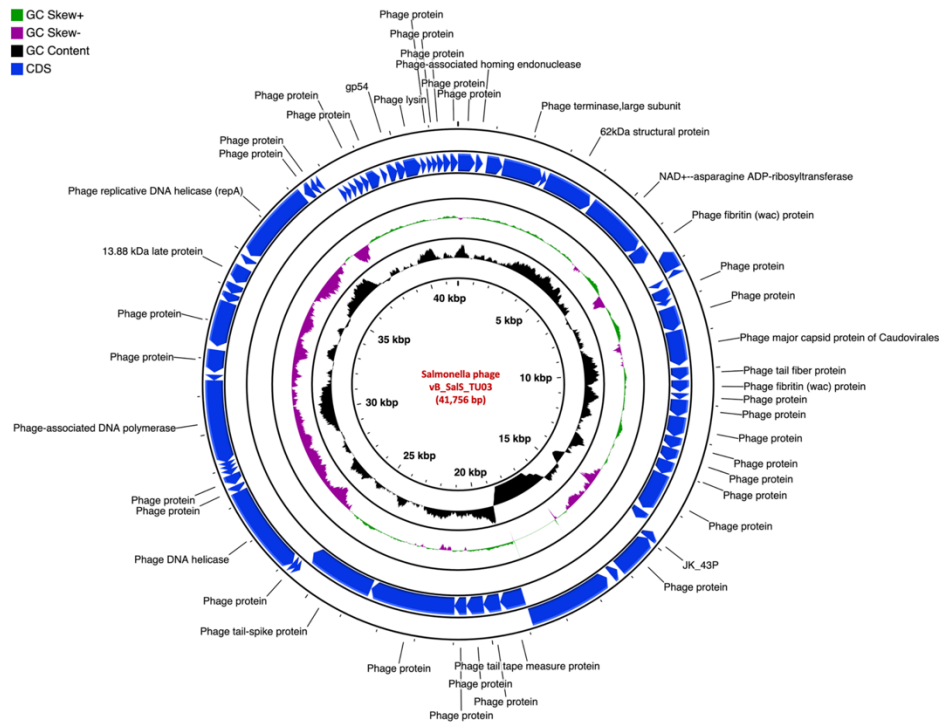 GC Skew+
GC Skew-
GC Content
CDS
Phage protein
Phage protein
Phage protein
Phage-associated homing endonuclease
Phage protein
Phage protein
gp54
Phage lysin
Phage protein
Phage protein
Phage protein
Phage protein
Phage replicative DNA helicase (repA)
13.88 kDa late protein
Phage protein
Phage protein
Phage-associated DNA polymerase
Phage protein
Phage protein
Phage DNA helicase
Phage protein
Phage tail-spike protein
Phage protein
Phage terminase,large subunit
62kDa structural protein
NAD+--asparagine ADP-ribosyltransferase
Phage fibritin (wac) protein
Phage protein
Phage protein
Phage major capsid protein of Caudovirales
Phage tail fiber protein
Phage fibritin (wac) protein
Phage protein
Phage protein
Phage protein
Phage protein
Phage protein
Phage protein
Phage protein
JK_43P
Phage protein
Phage tail tape measure protein
Phage protein
Phage protein
Phage protein
40 kbp
5 kbp
35 kbp
10 kbp
30 kbp
15 kbp
25 kbp
20 kbp
Salmonella phage
vB_SalS_TU03
(41,756 bp)